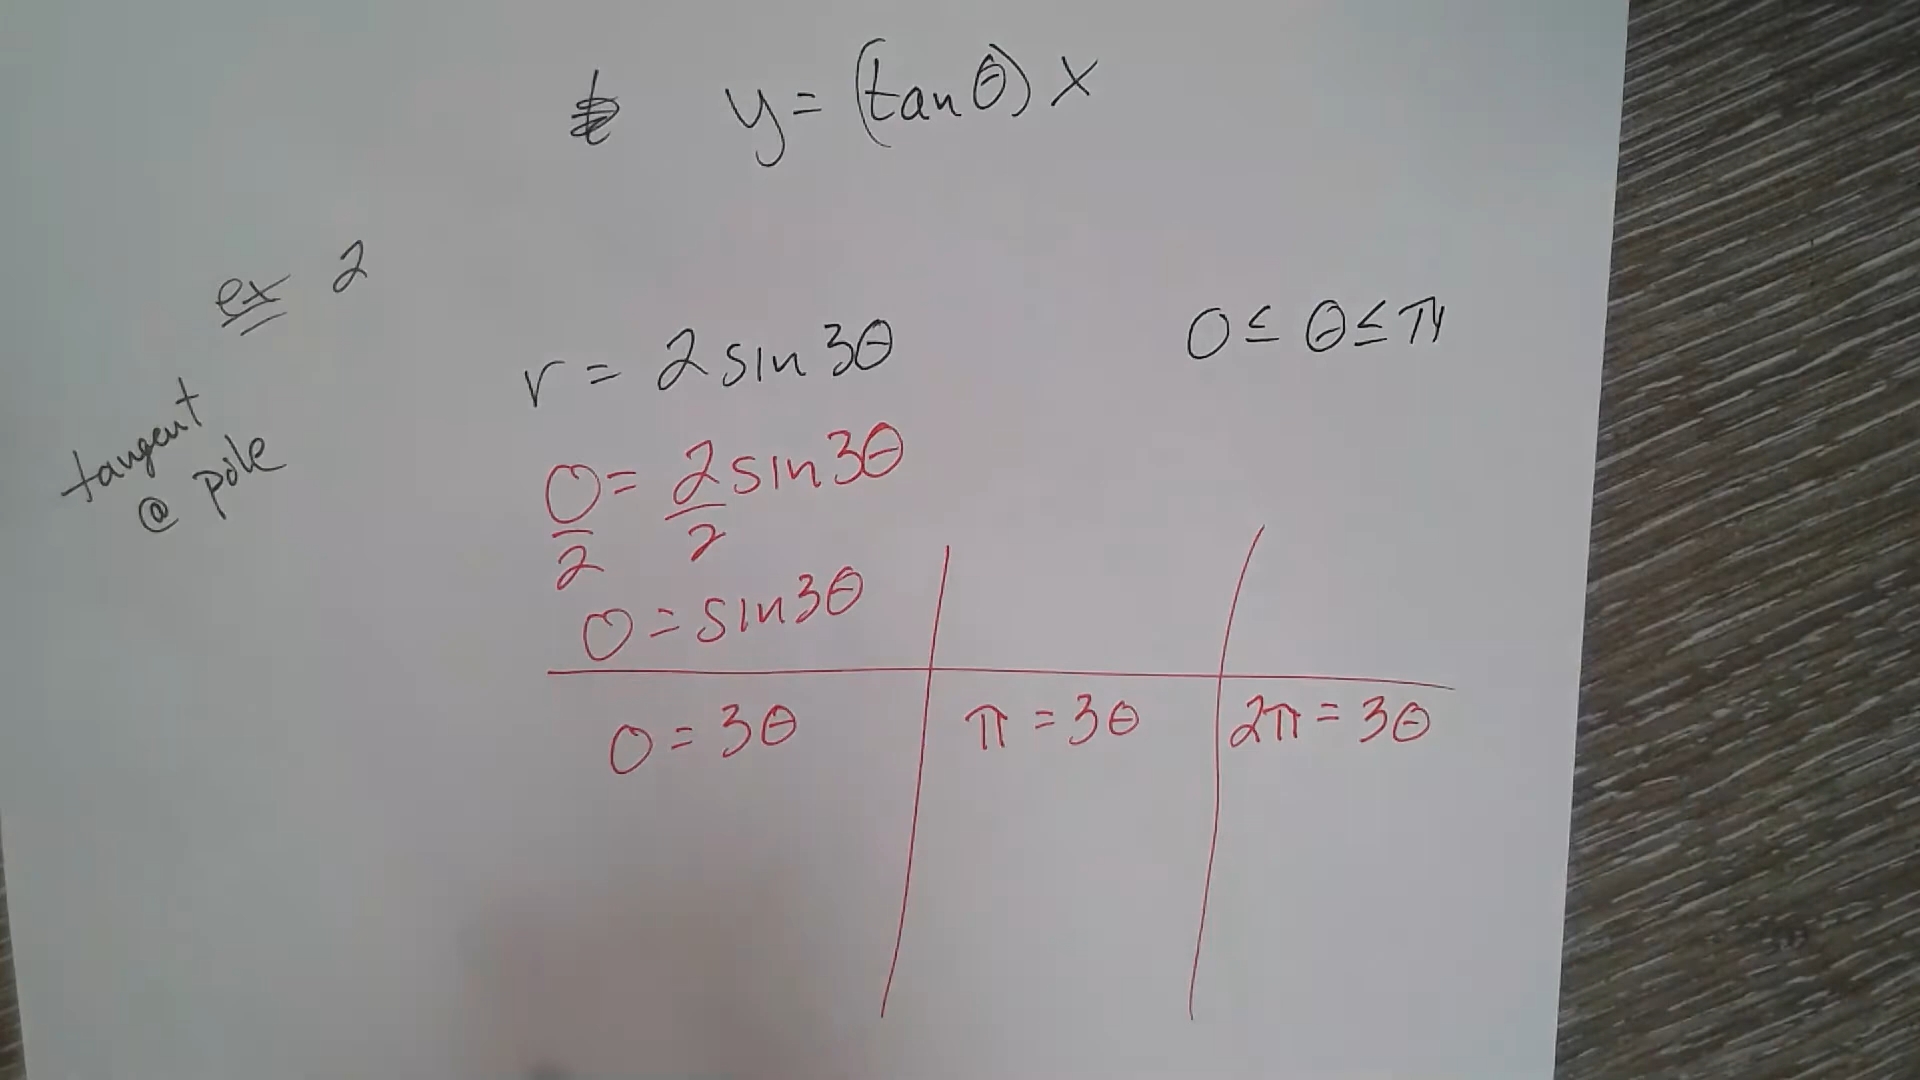 y = (tan θ) x
ex 2
r = 2 sin 3θ
0 ≤ θ ≤ π
tangent
@ pole
0/2 = 2 sin 3θ/2
0 = sin 3θ
0 = 3θ
π = 3θ
2π = 3θ